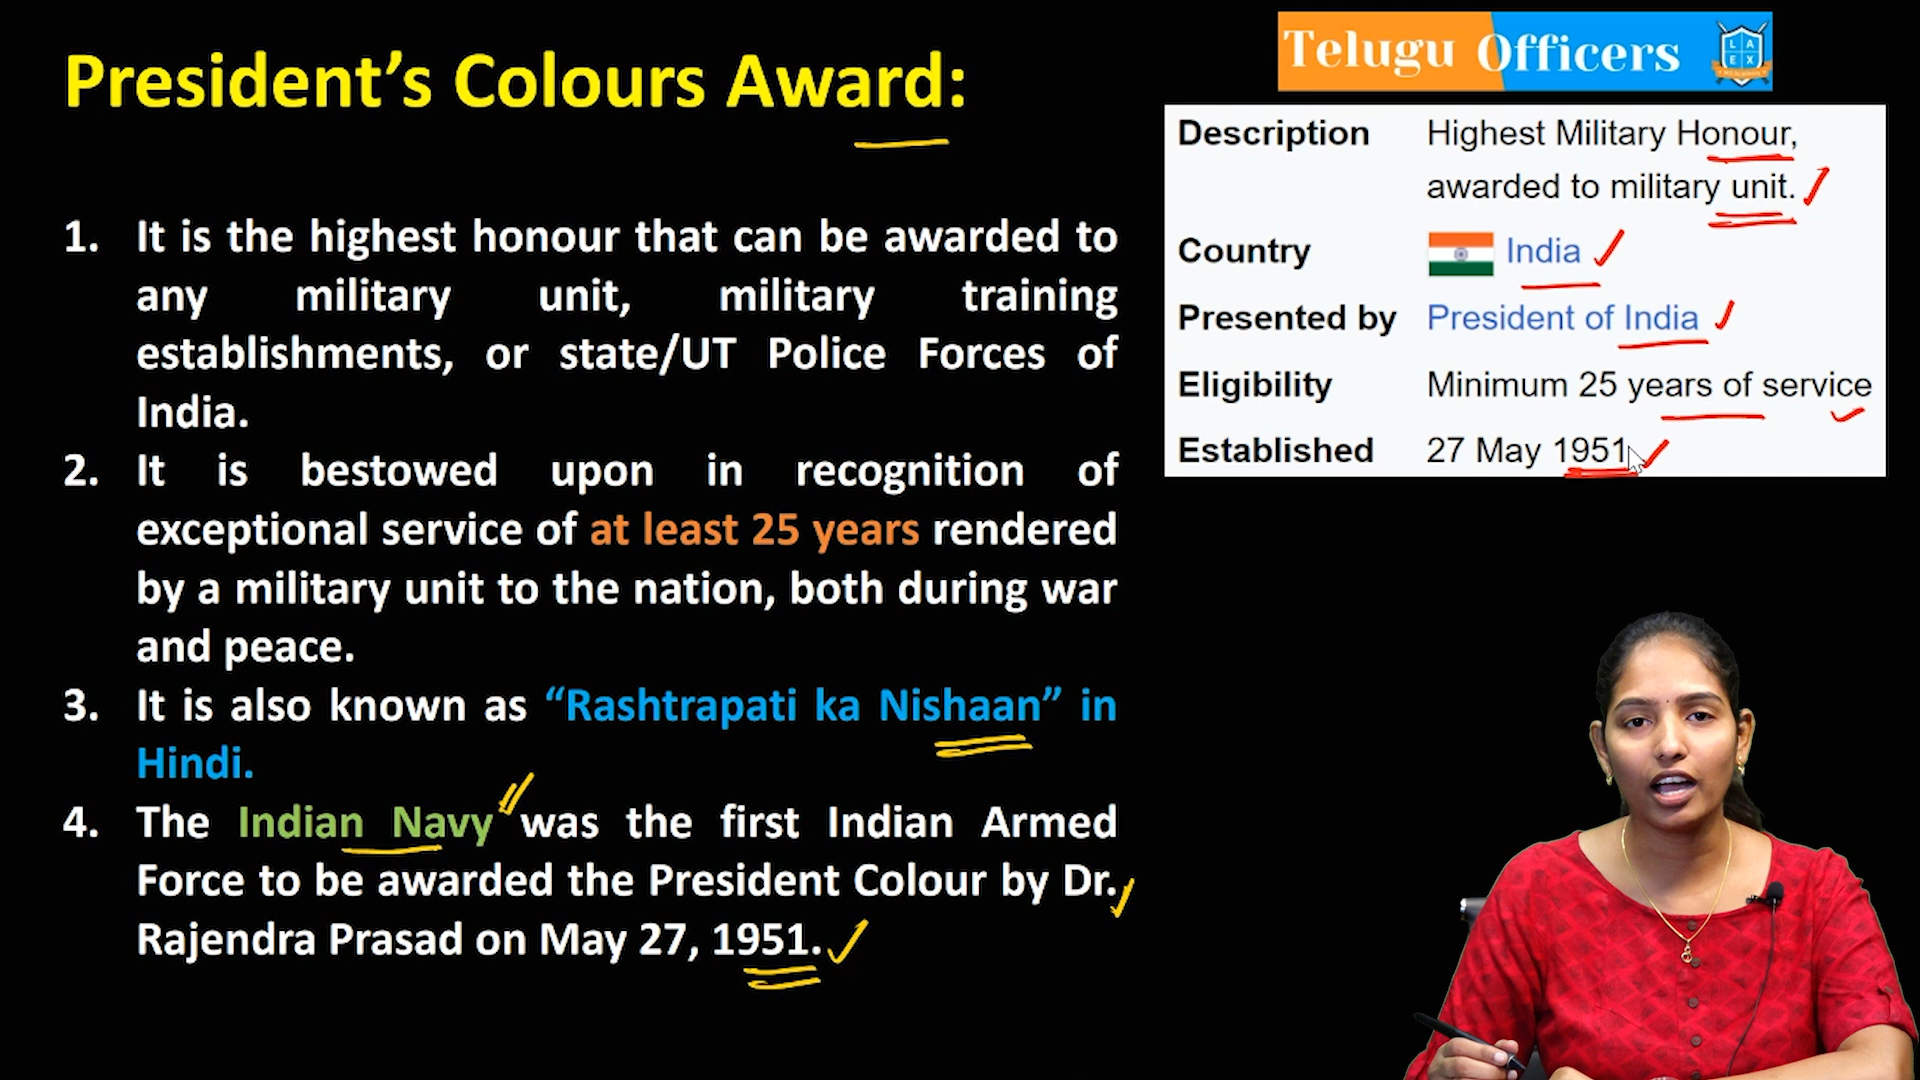 President’s Colours Award:
1. It is the highest honour that can be awarded to
any military unit, military training
establishments, or state/UT Police Forces of
India.
2. It is bestowed upon in recognition of
exceptional service of at least 25 years rendered
by a military unit to the nation, both during war
and peace.
3. It is also known as “Rashtrapati ka Nishaan” in
Hindi.
4. The Indian Navy was the first Indian Armed
Force to be awarded the President Colour by Dr.
Rajendra Prasad on May 27, 1951.
Telugu Officers
L A
E X
Description Highest Military Honour,
awarded to military unit.
Country India
Presented by President of India
Eligibility Minimum 25 years of service
Established 27 May 1951